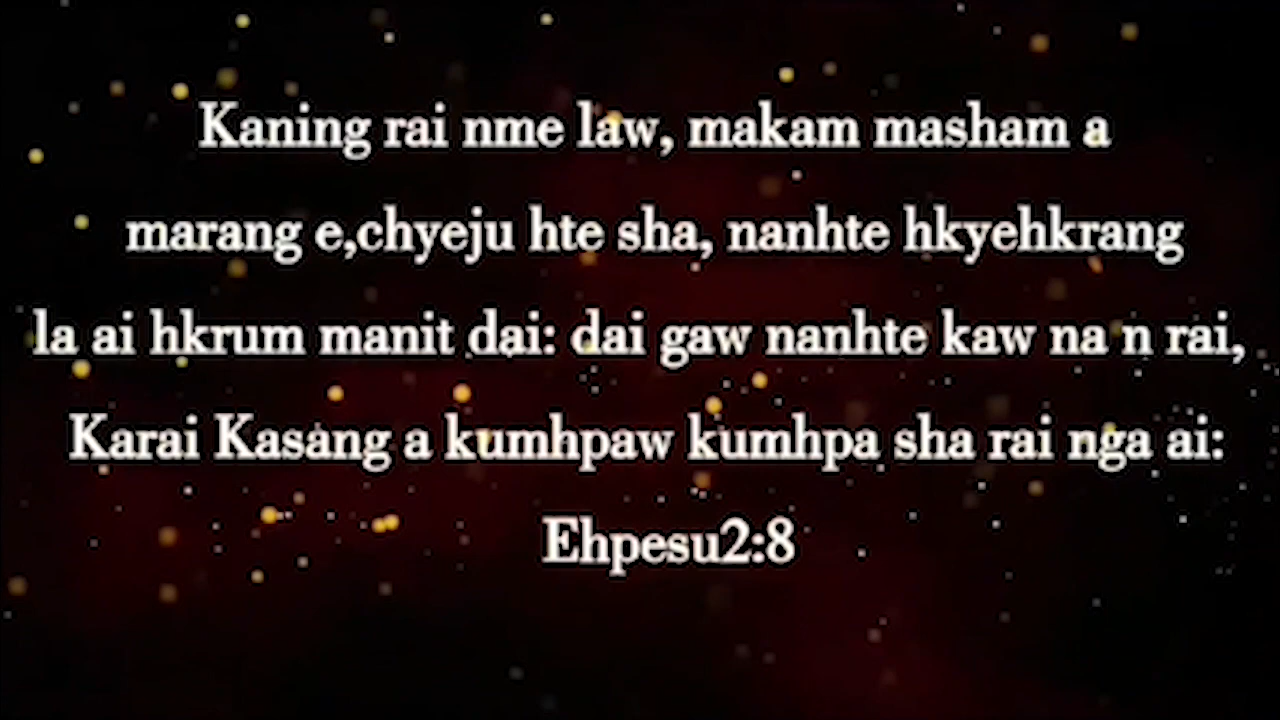 Kaning rai nme law, makam masham a
marang e,chyeju hte sha, nanhte hkyehkrang
la ai hkrum manit dai: dai gaw nanhte kaw na n rai,
Karai Kasang a kumhpaw kumhpa sha rai nga ai:
Ehpesu2:8